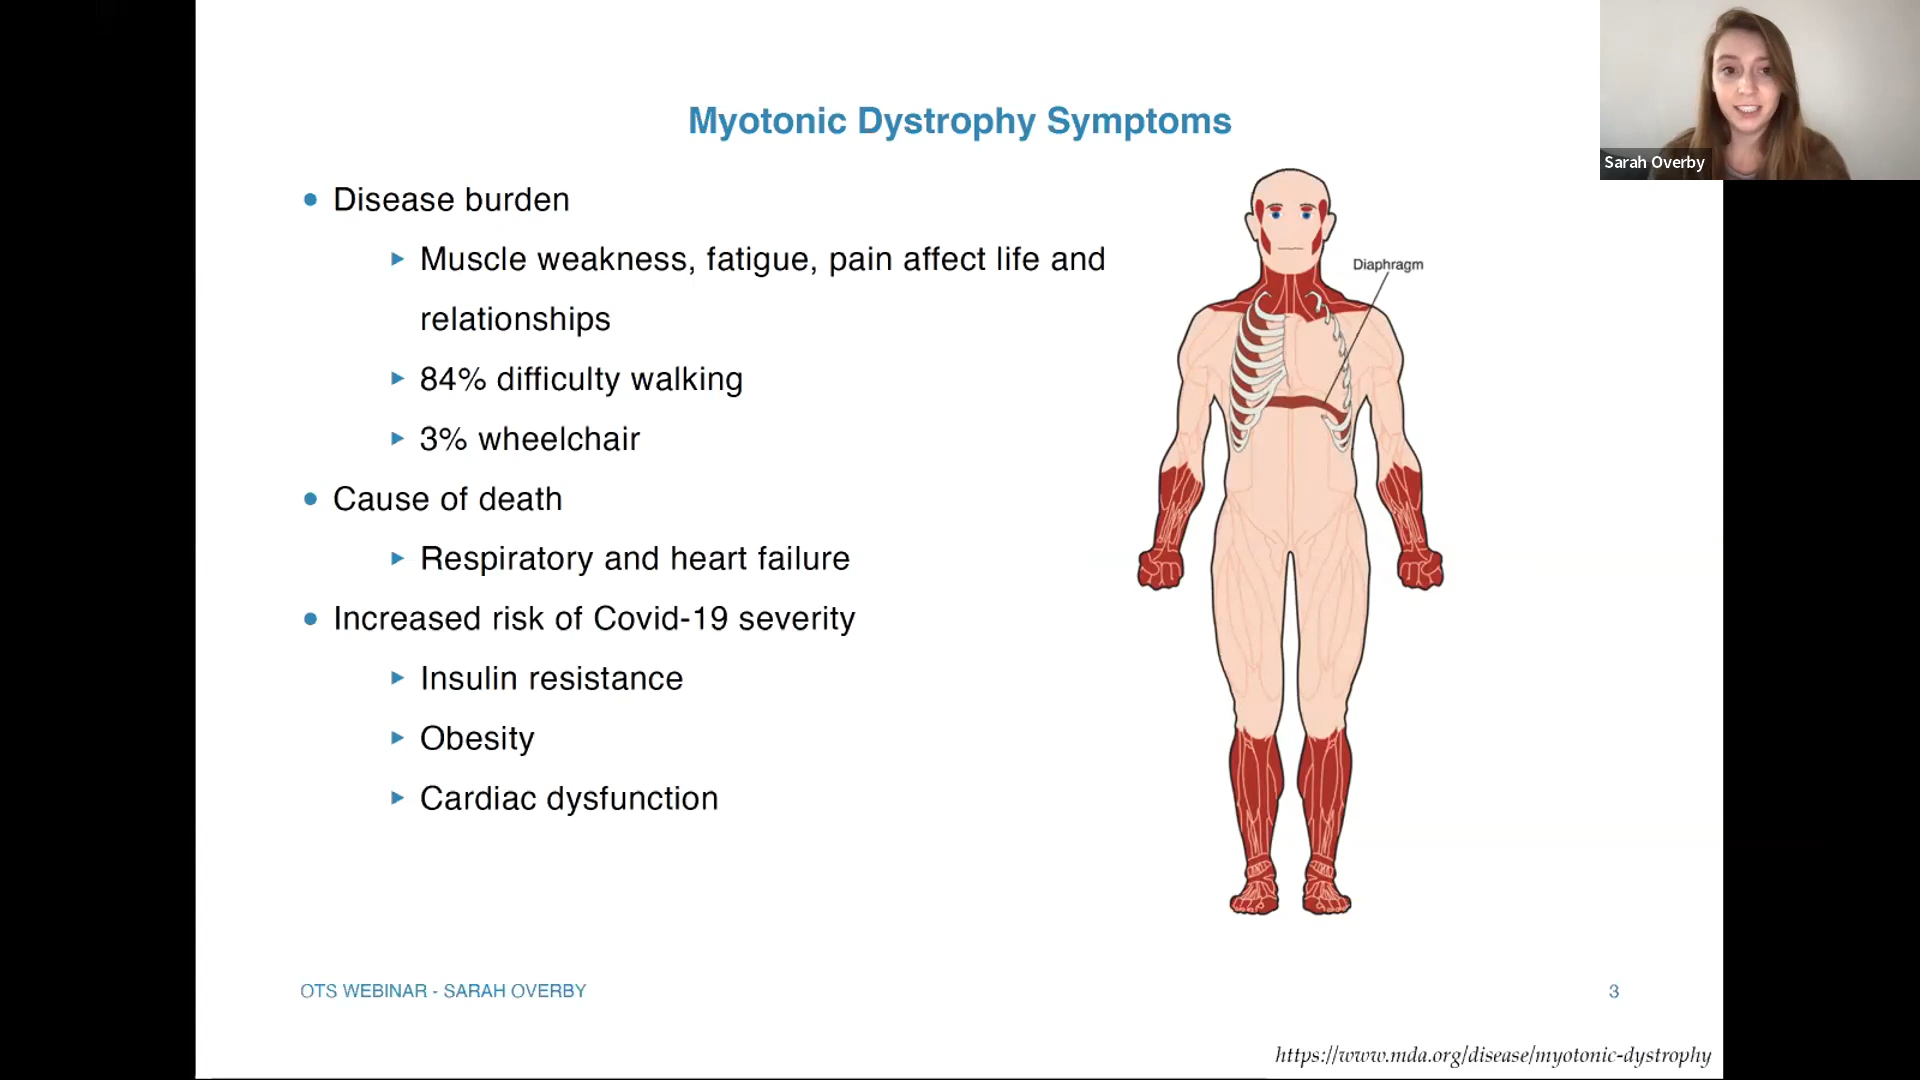 Myotonic Dystrophy Symptoms
Sarah Overby
Disease burden
Muscle weakness, fatigue, pain affect life and
relationships
84% difficulty walking
3% wheelchair
Cause of death
Respiratory and heart failure
Increased risk of Covid-19 severity
Insulin resistance
Obesity
Cardiac dysfunction
Diaphragm
OTS WEBINAR - SARAH OVERBY
3
https://www.mda.org/disease/myotonic-dystrophy